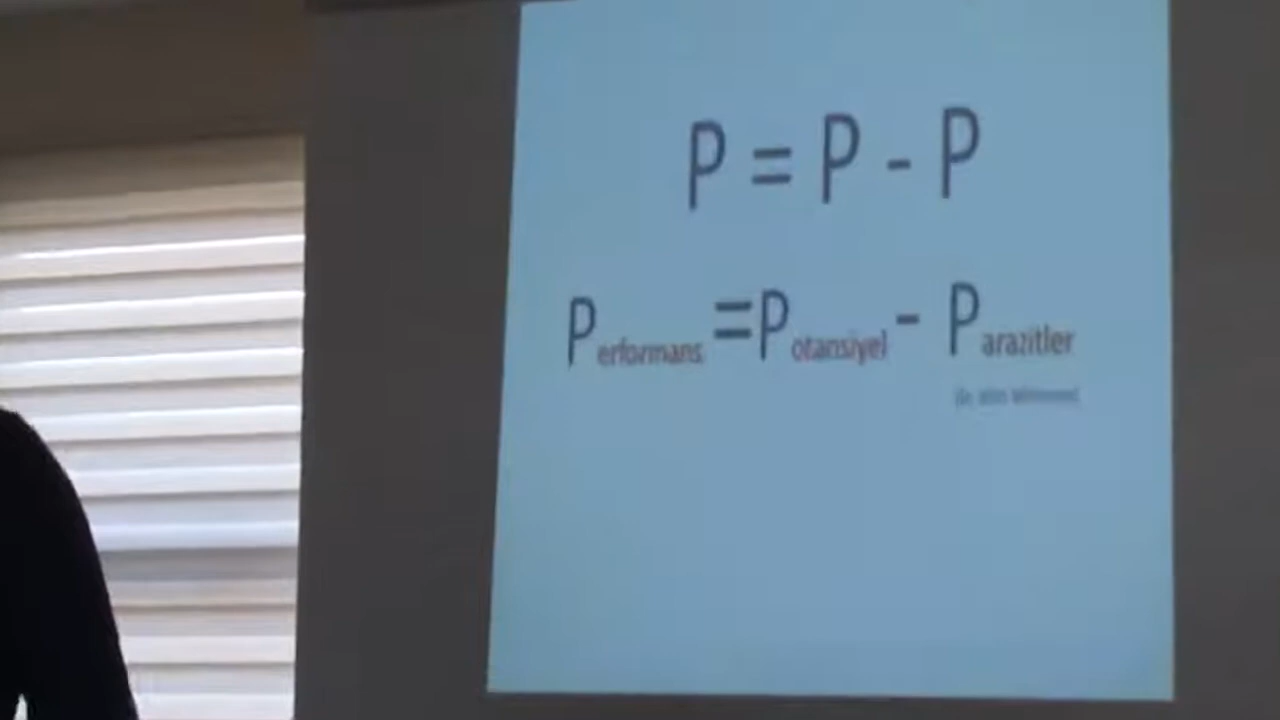 P = P - P
Performans = Potansiyel - Parazitler